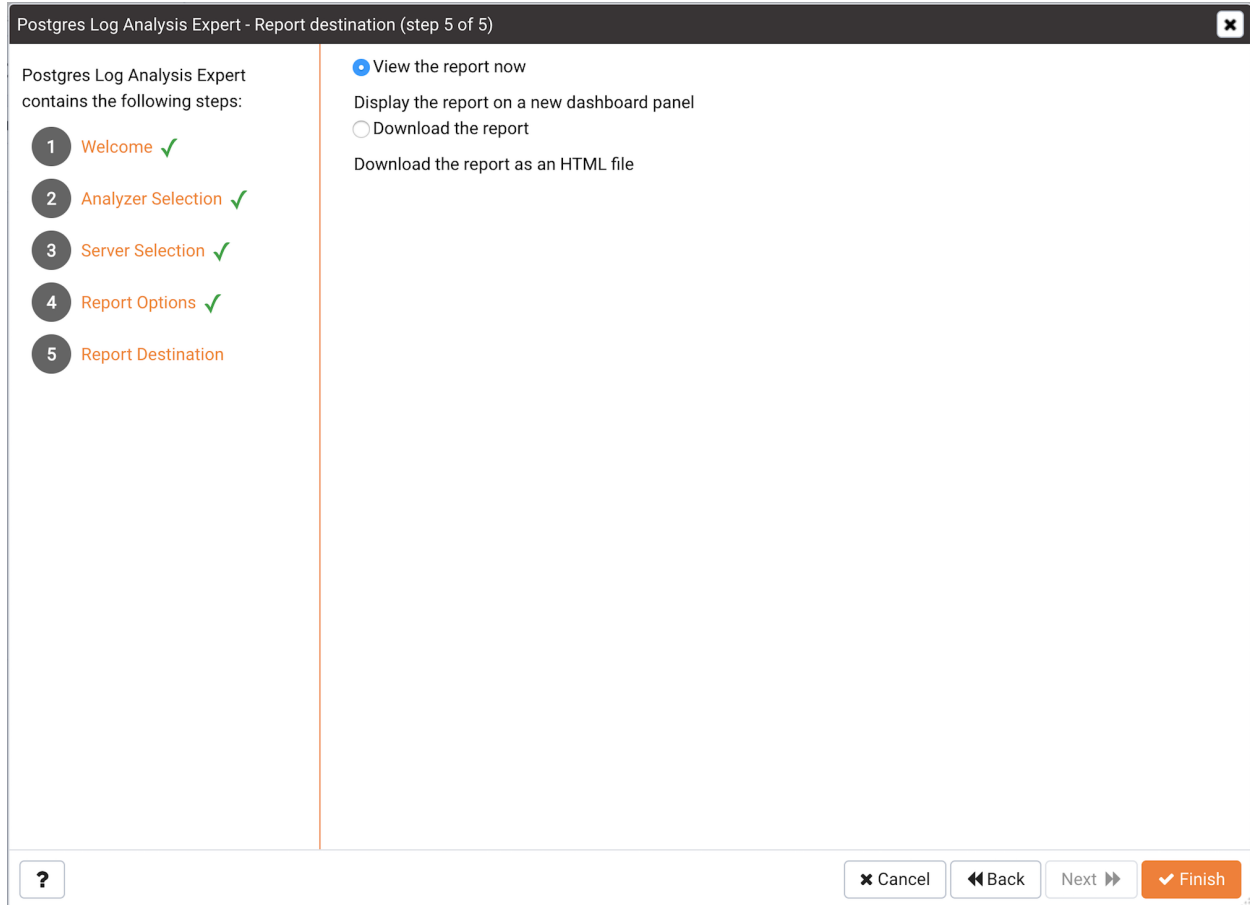 Postgres Log Analysis Expert - Report destination (step 5 of 5)
Postgres Log Analysis Expert
contains the following steps:
1 Welcome
2 Analyzer Selection
3 Server Selection
4 Report Options
5 Report Destination
View the report now
Display the report on a new dashboard panel
Download the report
Download the report as an HTML file
?
Cancel
Back
Next
Finish